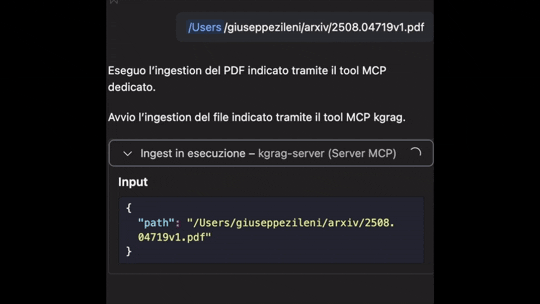 /Users/giuseppezileni/arxiv/2508.04719v1.pdf
Eseguo l’ingestion del PDF indicato tramite il tool MCP
dedicato.
Avvio l’ingestion del file indicato tramite il tool MCP kgrag.
Ingest in esecuzione – kgrag-server (Server MCP)
Input
{
"path": "/Users/giuseppezileni/arxiv/2508.
04719v1.pdf"
}